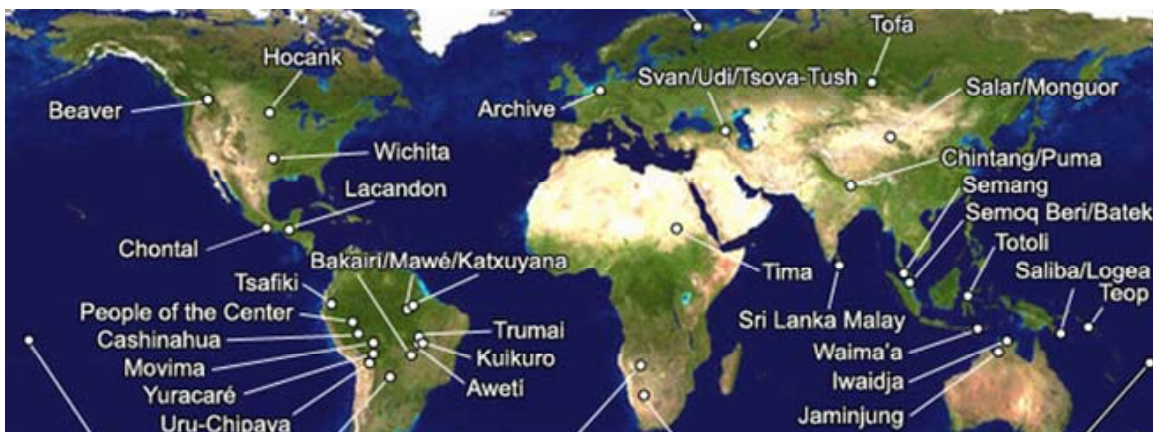 Tofa
Hocank
Svan/Udi/Tsova-Tush
Beaver
Archive
Salar/Monguor
Wichita
Chintang/Puma
Lacandon
Semang
Semoq Beri/Batek
Chontal
Totoli
Bakairi/Mawé/Katxuyana
Tima
Saliba/Logea
Tsafiki
Teop
People of the Center
Sri Lanka Malay
Trumai
Cashinahua
Waima'a
Kuikuro
Movima
Iwaidja
Yuracaré
Aweti
Jaminjung
Uru-Chipaya